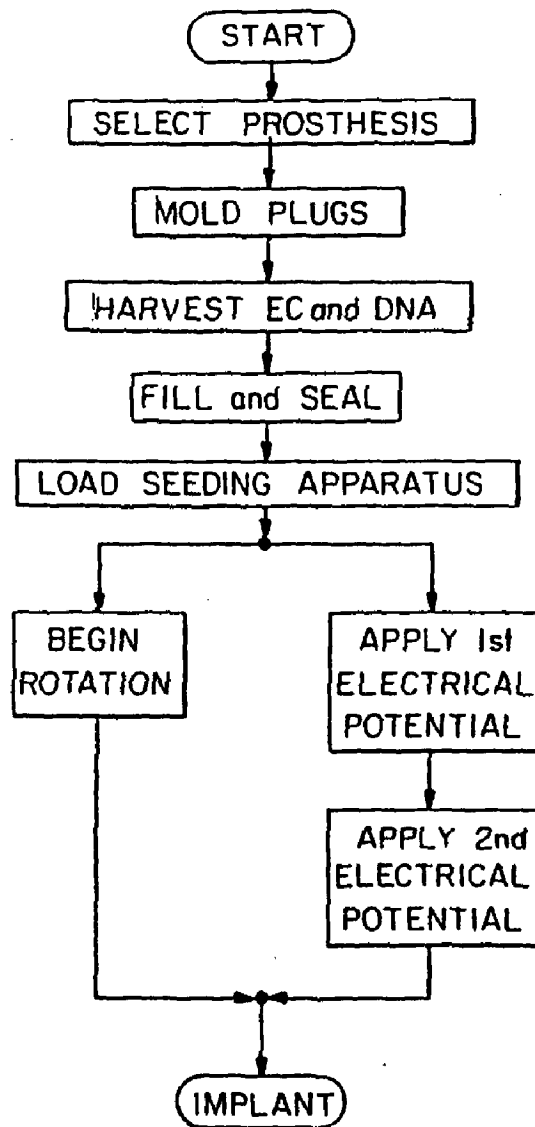 START
SELECT PROSTHESIS
MOLD PLUGS
HARVEST EC and DNA
FILL and SEAL
LOAD SEEDING APPARATUS
BEGIN
ROTATION
APPLY 1st
ELECTRICAL
POTENTIAL
APPLY 2nd
ELECTRICAL
POTENTIAL
IMPLANT